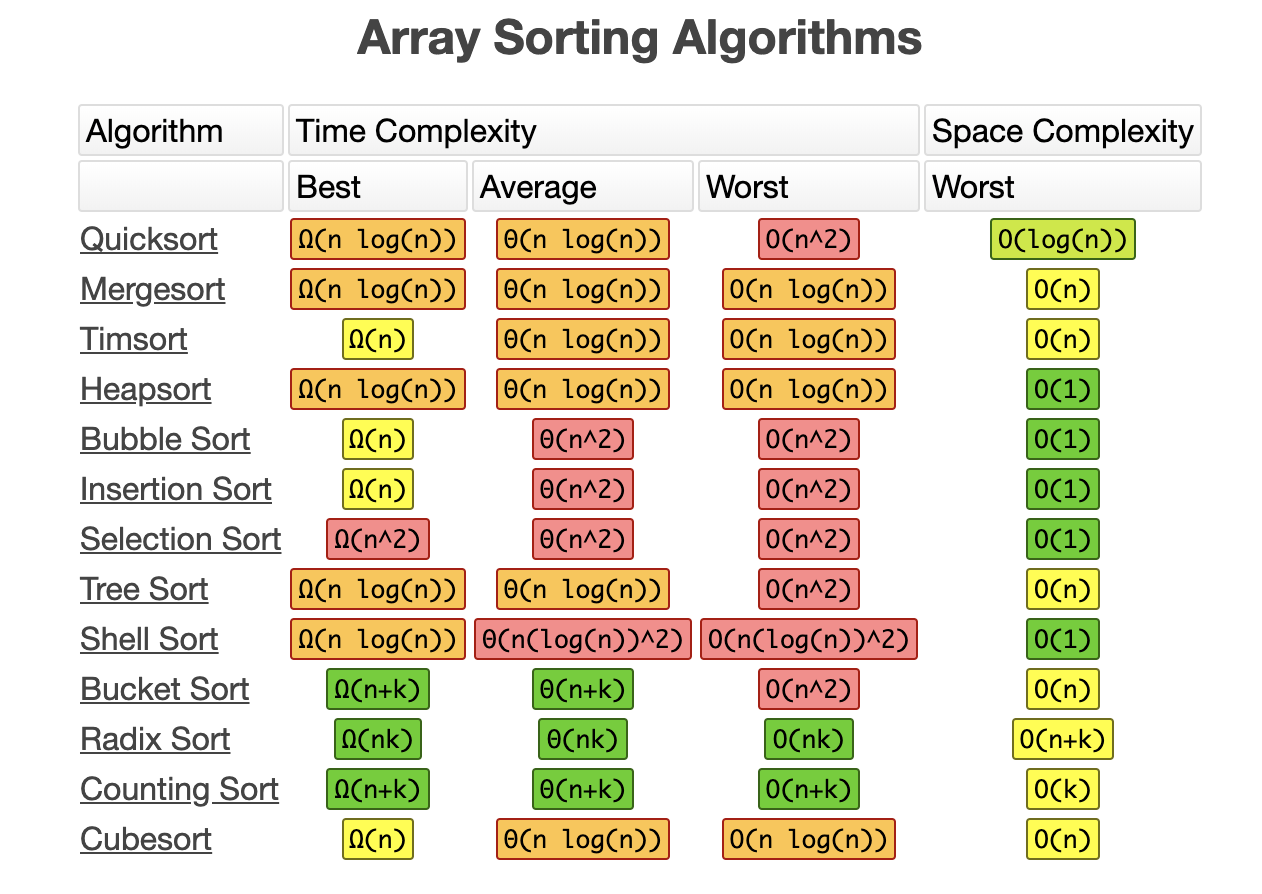 Array Sorting Algorithms
Algorithm Time Complexity Space Complexity
Best Average Worst Worst
Quicksort Ω(n log(n)) Θ(n log(n)) O(n^2) O(log(n))
Mergesort Ω(n log(n)) Θ(n log(n)) O(n log(n)) O(n)
Timsort Ω(n) Θ(n log(n)) O(n log(n)) O(n)
Heapsort Ω(n log(n)) Θ(n log(n)) O(n log(n)) O(1)
Bubble Sort Ω(n) Θ(n^2) O(n^2) O(1)
Insertion Sort Ω(n) Θ(n^2) O(n^2) O(1)
Selection Sort Ω(n^2) Θ(n^2) O(n^2) O(1)
Tree Sort Ω(n log(n)) Θ(n log(n)) O(n^2) O(n)
Shell Sort Ω(n log(n)) Θ(n(log(n))^2) O(n(log(n))^2) O(1)
Bucket Sort Ω(n+k) Θ(n+k) O(n^2) O(n)
Radix Sort Ω(nk) Θ(nk) O(nk) O(n+k)
Counting Sort Ω(n+k) Θ(n+k) O(n+k) O(k)
Cubesort Ω(n) Θ(n log(n)) O(n log(n)) O(n)